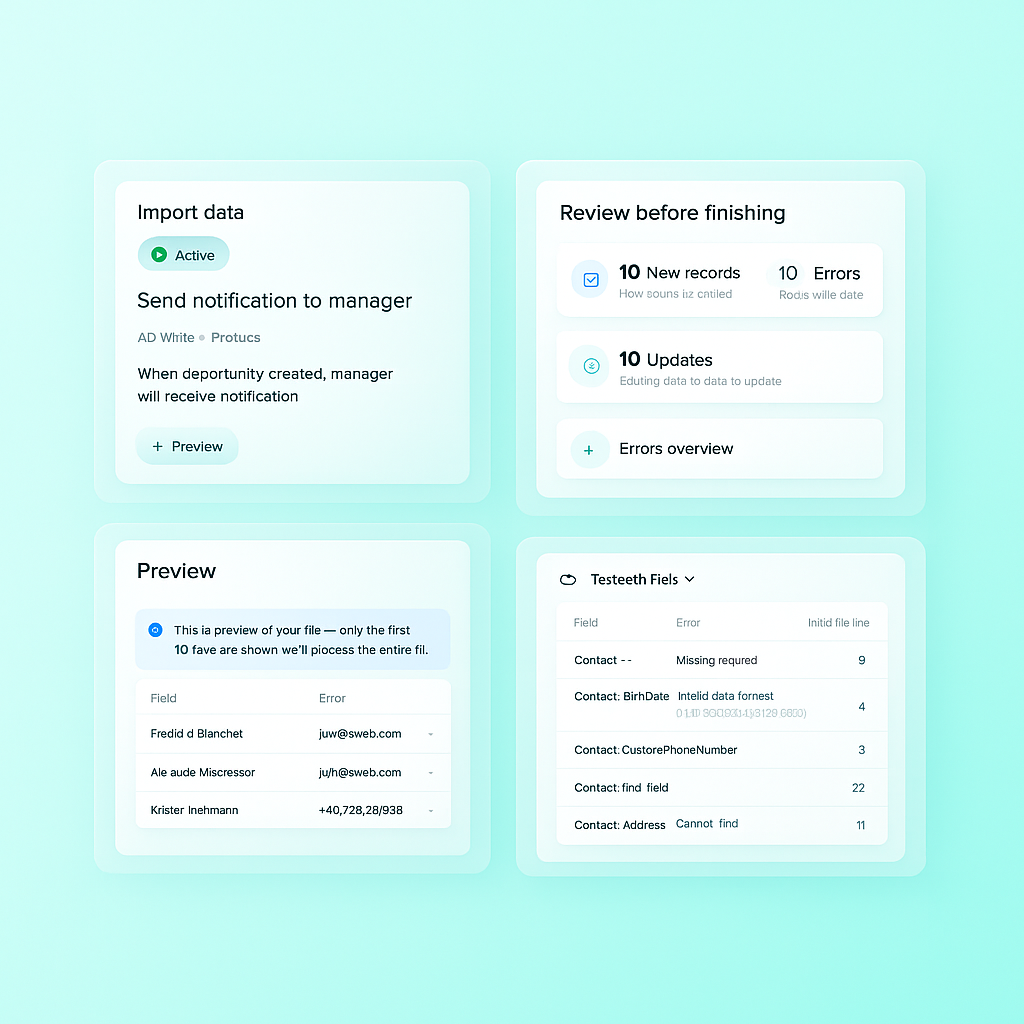 Import data
Active
Send notification to manager
AD White Protucs
When deportunity created, manager
will receive notification
+ Preview
Review before finishing
10 New records
How souns iız cntiled
10 Errors
Rods wille date
10 Updates
Eduting data to data to update
+ Errors overview
Preview
This ia preview of your file — only the first
10 fave are shown we'll piocess the entire fil.
Field Error
Fredid d Blanchet juw@sweb.com -
Ale aude Miscressor ju/h@sweb.com -
Krister Inehmann +40,728,28/938 -
Testeeth Fiels
Field Error Initid file line
Contact -- Missing requred 9
Contact: BirhDate Intelid data fornest 4
Contact: CustorePhoneNumber 3
Contact: find field 22
Contact: Address Cannot find 11